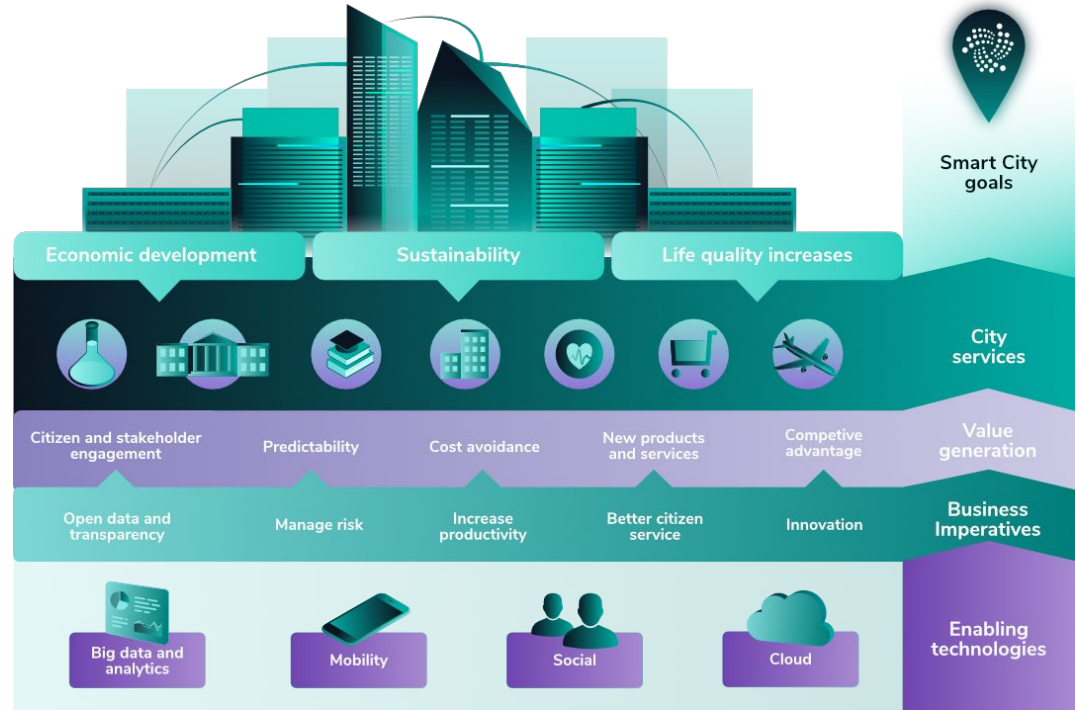 Smart City
goals
Economic development
Sustainability
Life quality increases
City
services
Citizen and stakeholder
engagement
Predictability
Cost avoidance
New products
and services
Competive
advantage
Value
generation
Open data and
transparency
Manage risk
Increase
productivity
Better citizen
service
Innovation
Business
Imperatives
Big data and
analytics
Mobility
Social
Cloud
Enabling
technologies